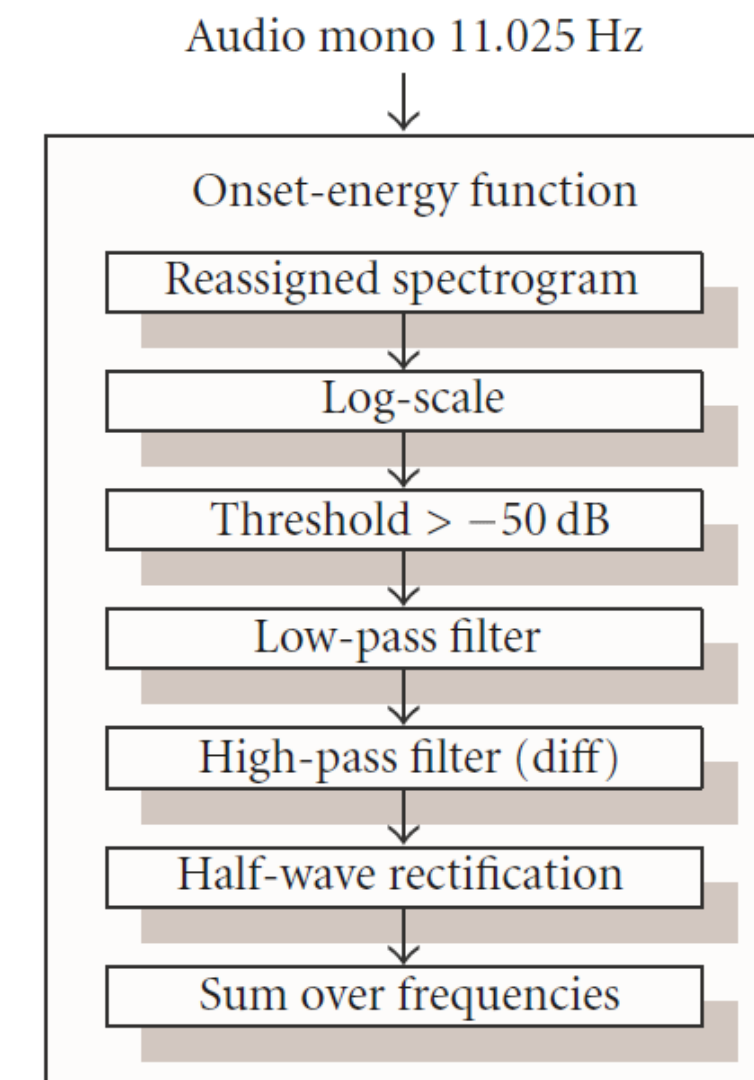 Audio mono 11.025 Hz
Onset-energy function
Reassigned spectrogram
Log-scale
Threshold > −50 dB
Low-pass filter
High-pass filter (diff)
Half-wave rectification
Sum over frequencies